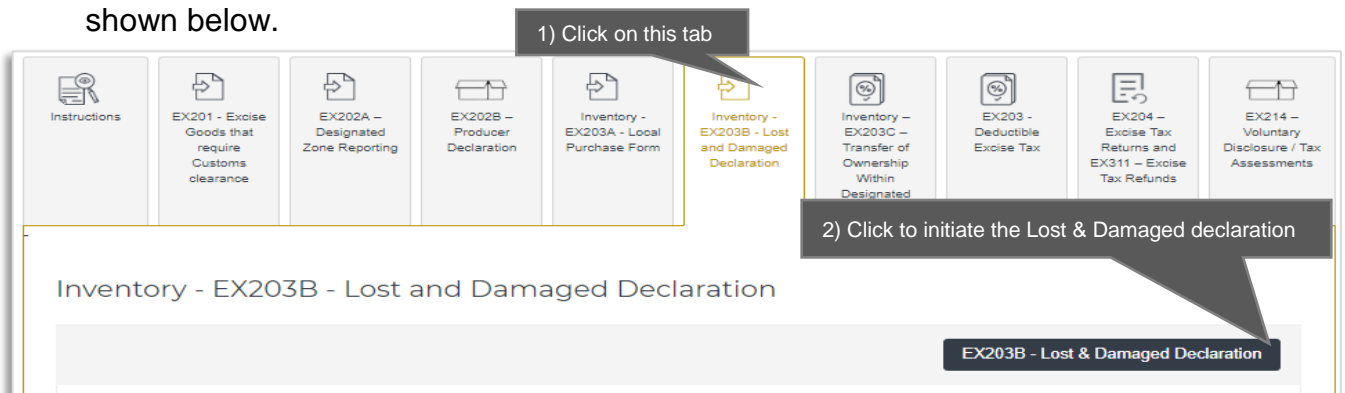 shown below.
1) Click on this tab
Instructions
EX201 - Excise
Goods that
require
Customs
clearance
EX202A –
Designated
Zone Reporting
EX202B –
Producer
Declaration
Inventory -
EX203A - Local
Purchase Form
Inventory -
EX203B - Lost
and Damaged
Declaration
Inventory –
EX203C –
Transfer of
Ownership
Within
Designated
EX203 -
Deductible
Excise Tax
EX204 –
Excise Tax
Returns and
EX311 – Excise
Tax Refunds
EX214 –
Voluntary
Disclosure / Tax
Assessments
2) Click to initiate the Lost & Damaged declaration
Inventory - EX203B - Lost and Damaged Declaration
EX203B - Lost & Damaged Declaration